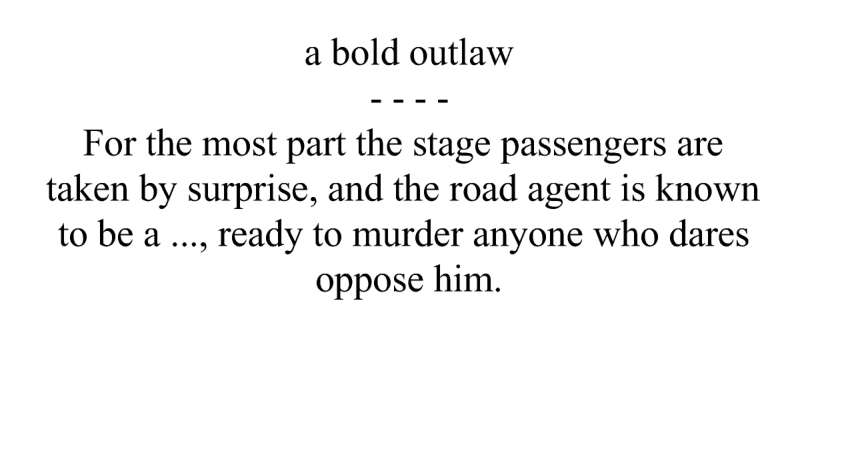 a bold outlaw
- - - -
For the most part the stage passengers are
taken by surprise, and the road agent is known
to be a ..., ready to murder anyone who dares
oppose him.